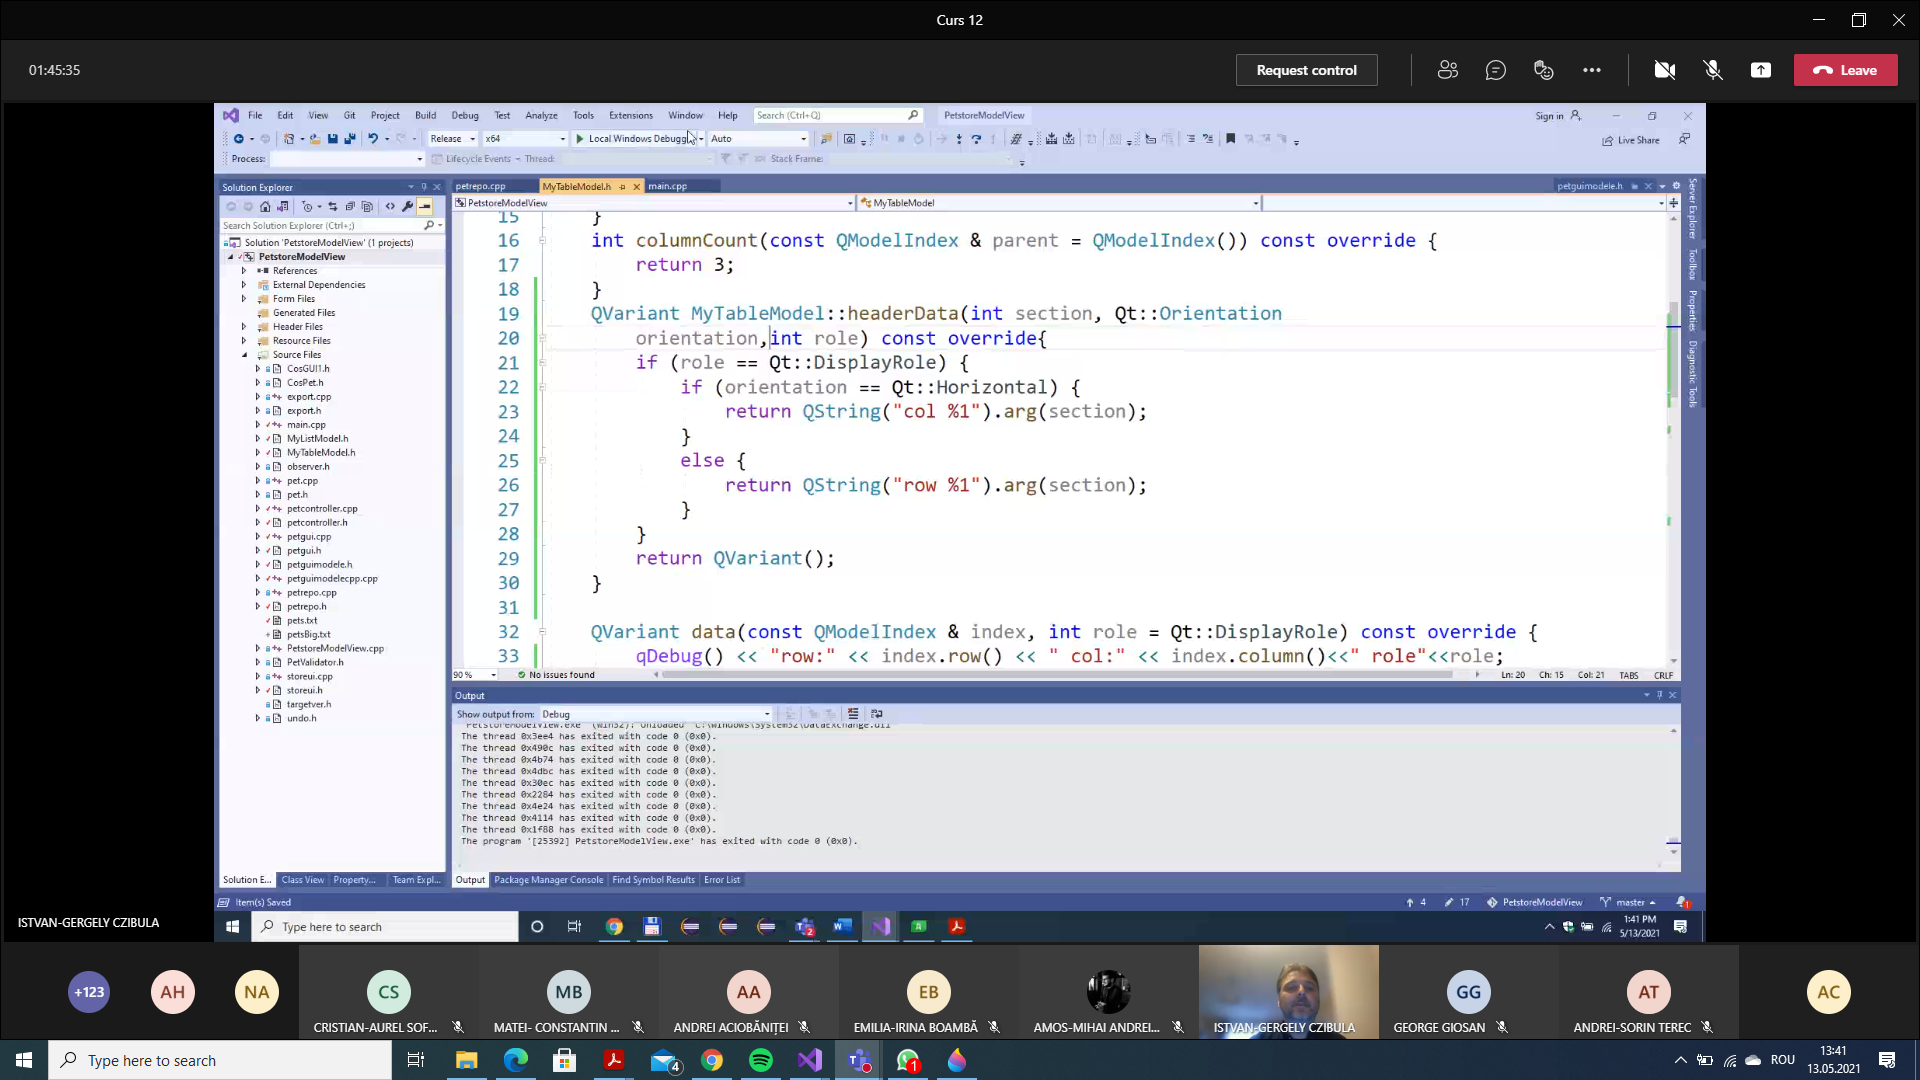 Curs 12
01:45:35
Request control
Leave
File Edit View Git Project Build Debug Test Analyze Tools Extensions Window Help Search (Ctrl+Q) PetstoreModelView Sign in
Release x64 Local Windows Debugg Auto Live Share
Process: Lifecycle Events Thread: Stack Frame:
Solution Explorer
Search Solution Explorer (Ctrl+;)
Solution 'PetstoreModelView' (1 projects)
PetstoreModelView
References
External Dependencies
Form Files
Generated Files
Header Files
Resource Files
Source Files
CosGUI1.h
CosPet.h
export.cpp
export.h
main.cpp
MyListModel.h
MyTableModel.h
observer.h
pet.cpp
pet.h
petcontroller.cpp
petcontroller.h
petgui.cpp
petgui.h
petguimodele.h
petguimodelecpp.cpp
petrepo.cpp
petrepo.h
pets.txt
petsBig.txt
PetstoreModelView.cpp
PetValidator.h
storeui.cpp
storeui.h
targetver.h
undo.h
Solution E... Class View Property... Team Expl...
petrepo.cpp MyTableModel.h main.cpp petguimodele.h
PetstoreModelView MyTableModel
15 }
16 int columnCount(const QModelIndex & parent = QModelIndex()) const override {
17 return 3;
18 }
19 QVariant MyTableModel::headerData(int section, Qt::Orientation
20 orientation,int role) const override{
21 if (role == Qt::DisplayRole) {
22 if (orientation == Qt::Horizontal) {
23 return QString("col %1").arg(section);
24 }
25 else {
26 return QString("row %1").arg(section);
27 }
28 }
29 return QVariant();
30 }
31
32 QVariant data(const QModelIndex & index, int role = Qt::DisplayRole) const override {
33 qDebug() << "row:" << index.row() << " col:" << index.column()<<" role"<<role;
90 % No issues found Ln: 20 Ch: 15 Col: 21 TABS CRLF
Server Explorer
Toolbox
Properties
Diagnostic Tools
Output
Show output from: Debug
'PetstoreModelView.exe' (Win32): Unloaded 'C:\Windows\System32\DataExchange.dll'
The thread 0x3ee4 has exited with code 0 (0x0).
The thread 0x490c has exited with code 0 (0x0).
The thread 0x4b74 has exited with code 0 (0x0).
The thread 0x4dbc has exited with code 0 (0x0).
The thread 0x30ec has exited with code 0 (0x0).
The thread 0x2284 has exited with code 0 (0x0).
The thread 0x4e24 has exited with code 0 (0x0).
The thread 0x4114 has exited with code 0 (0x0).
The thread 0x1f88 has exited with code 0 (0x0).
The program '[25392] PetstoreModelView.exe' has exited with code 0 (0x0).
Output Package Manager Console Find Symbol Results Error List
Item(s) Saved 4 17 PetstoreModelView master 1
Type here to search
1:41 PM
5/13/2021
ISTVAN-GERGELY CZIBULA
+123
AH
NA
CS
CRISTIAN-AUREL SOF...
MB
MATEI- CONSTANTIN ...
AA
ANDREI ACIOBĂNIȚEI
EB
EMILIA-IRINA BOAMBĂ
AMOS-MIHAI ANDREI...
ISTVAN-GERGELY CZIBULA
GG
GEORGE GIOSAN
AT
ANDREI-SORIN TEREC
AC
Type here to search
4
1
ROU
13:41
13.05.2021